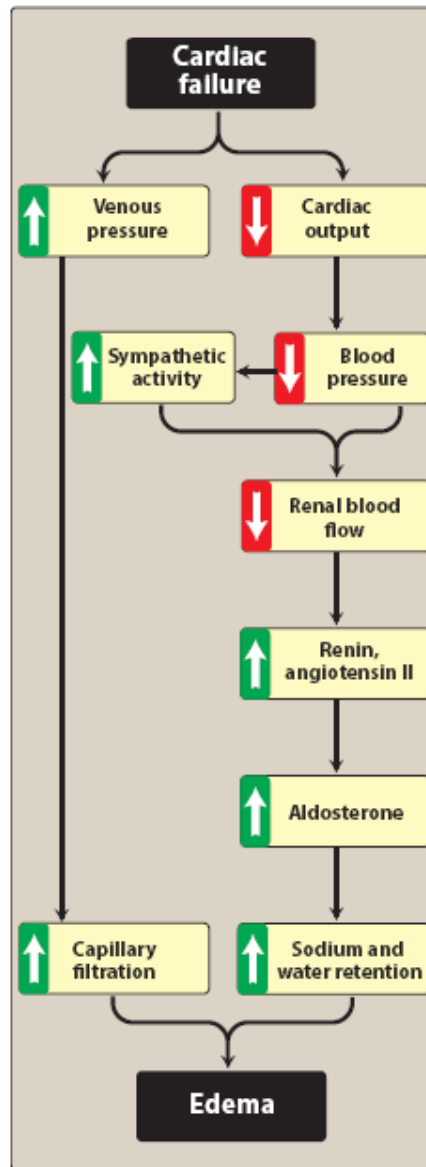 Cardiac
failure
Venous
pressure
Cardiac
output
Sympathetic
activity
Blood
pressure
Renal blood
flow
Renin,
angiotensin II
Aldosterone
Capillary
filtration
Sodium and
water retention
Edema